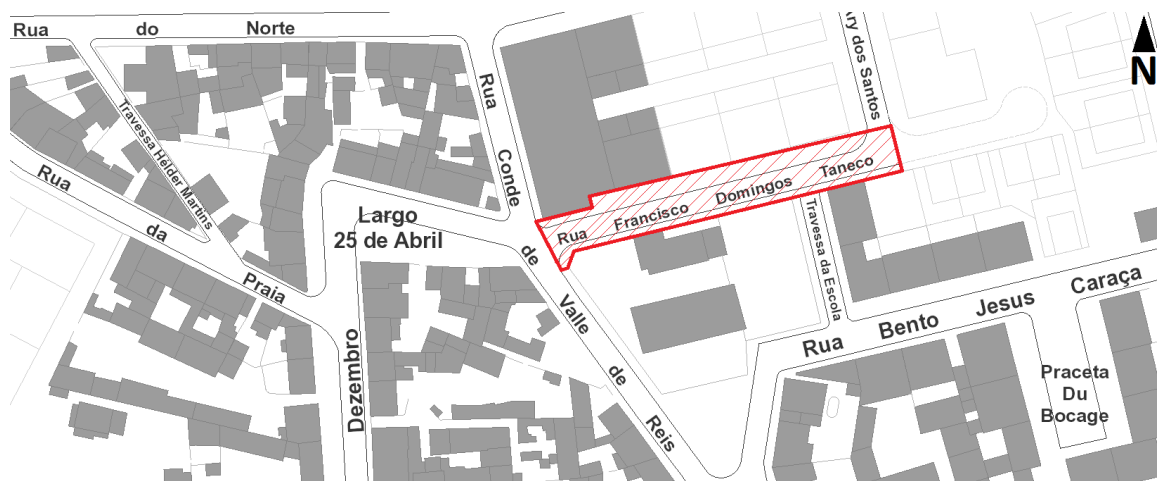 Rua do Norte
Travessa Hélder Martins
Rua da Praia
Rua Conde de Valle de Reis
Largo
25 de Abril
Dezembro
Rua Francisco Domingos Taneco
Ary dos Santos
Travessa da Escola
Rua Bento Jesus Caraça
Praceta
Du
Bocage
N